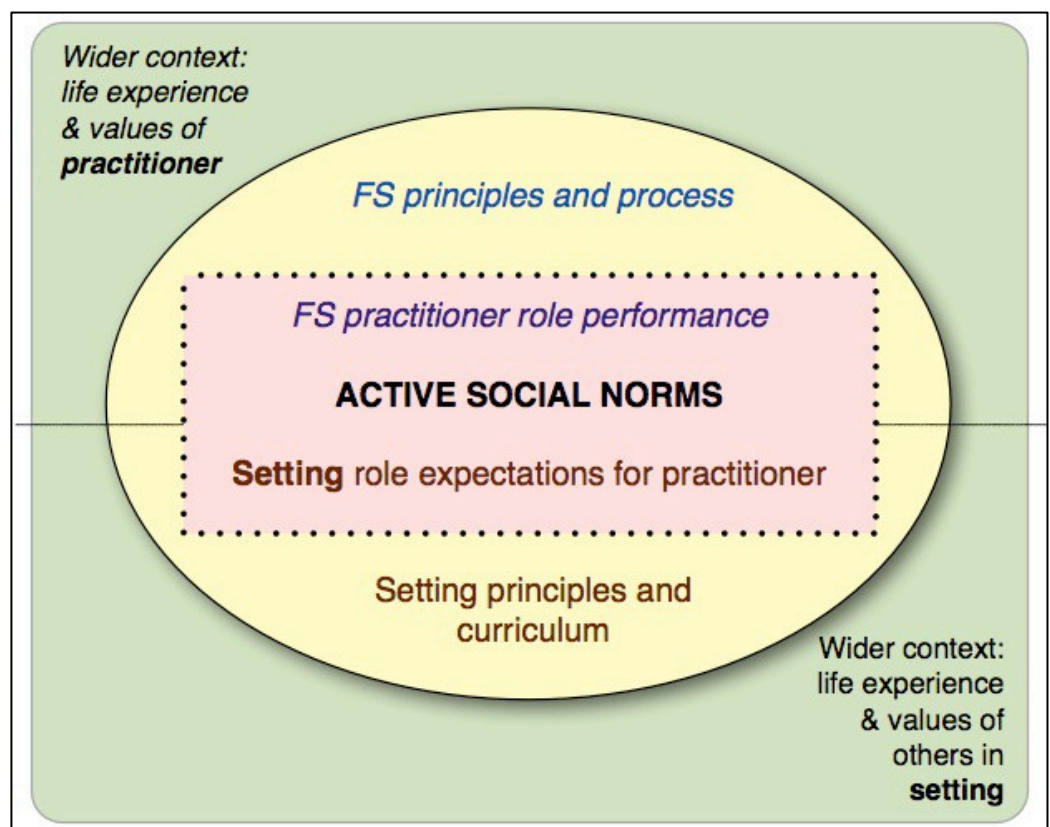 Wider context:
life experience
& values of
practitioner
FS principles and process
FS practitioner role performance
ACTIVE SOCIAL NORMS
Setting role expectations for practitioner
Setting principles and
curriculum
Wider context:
life experience
& values of
others in
setting